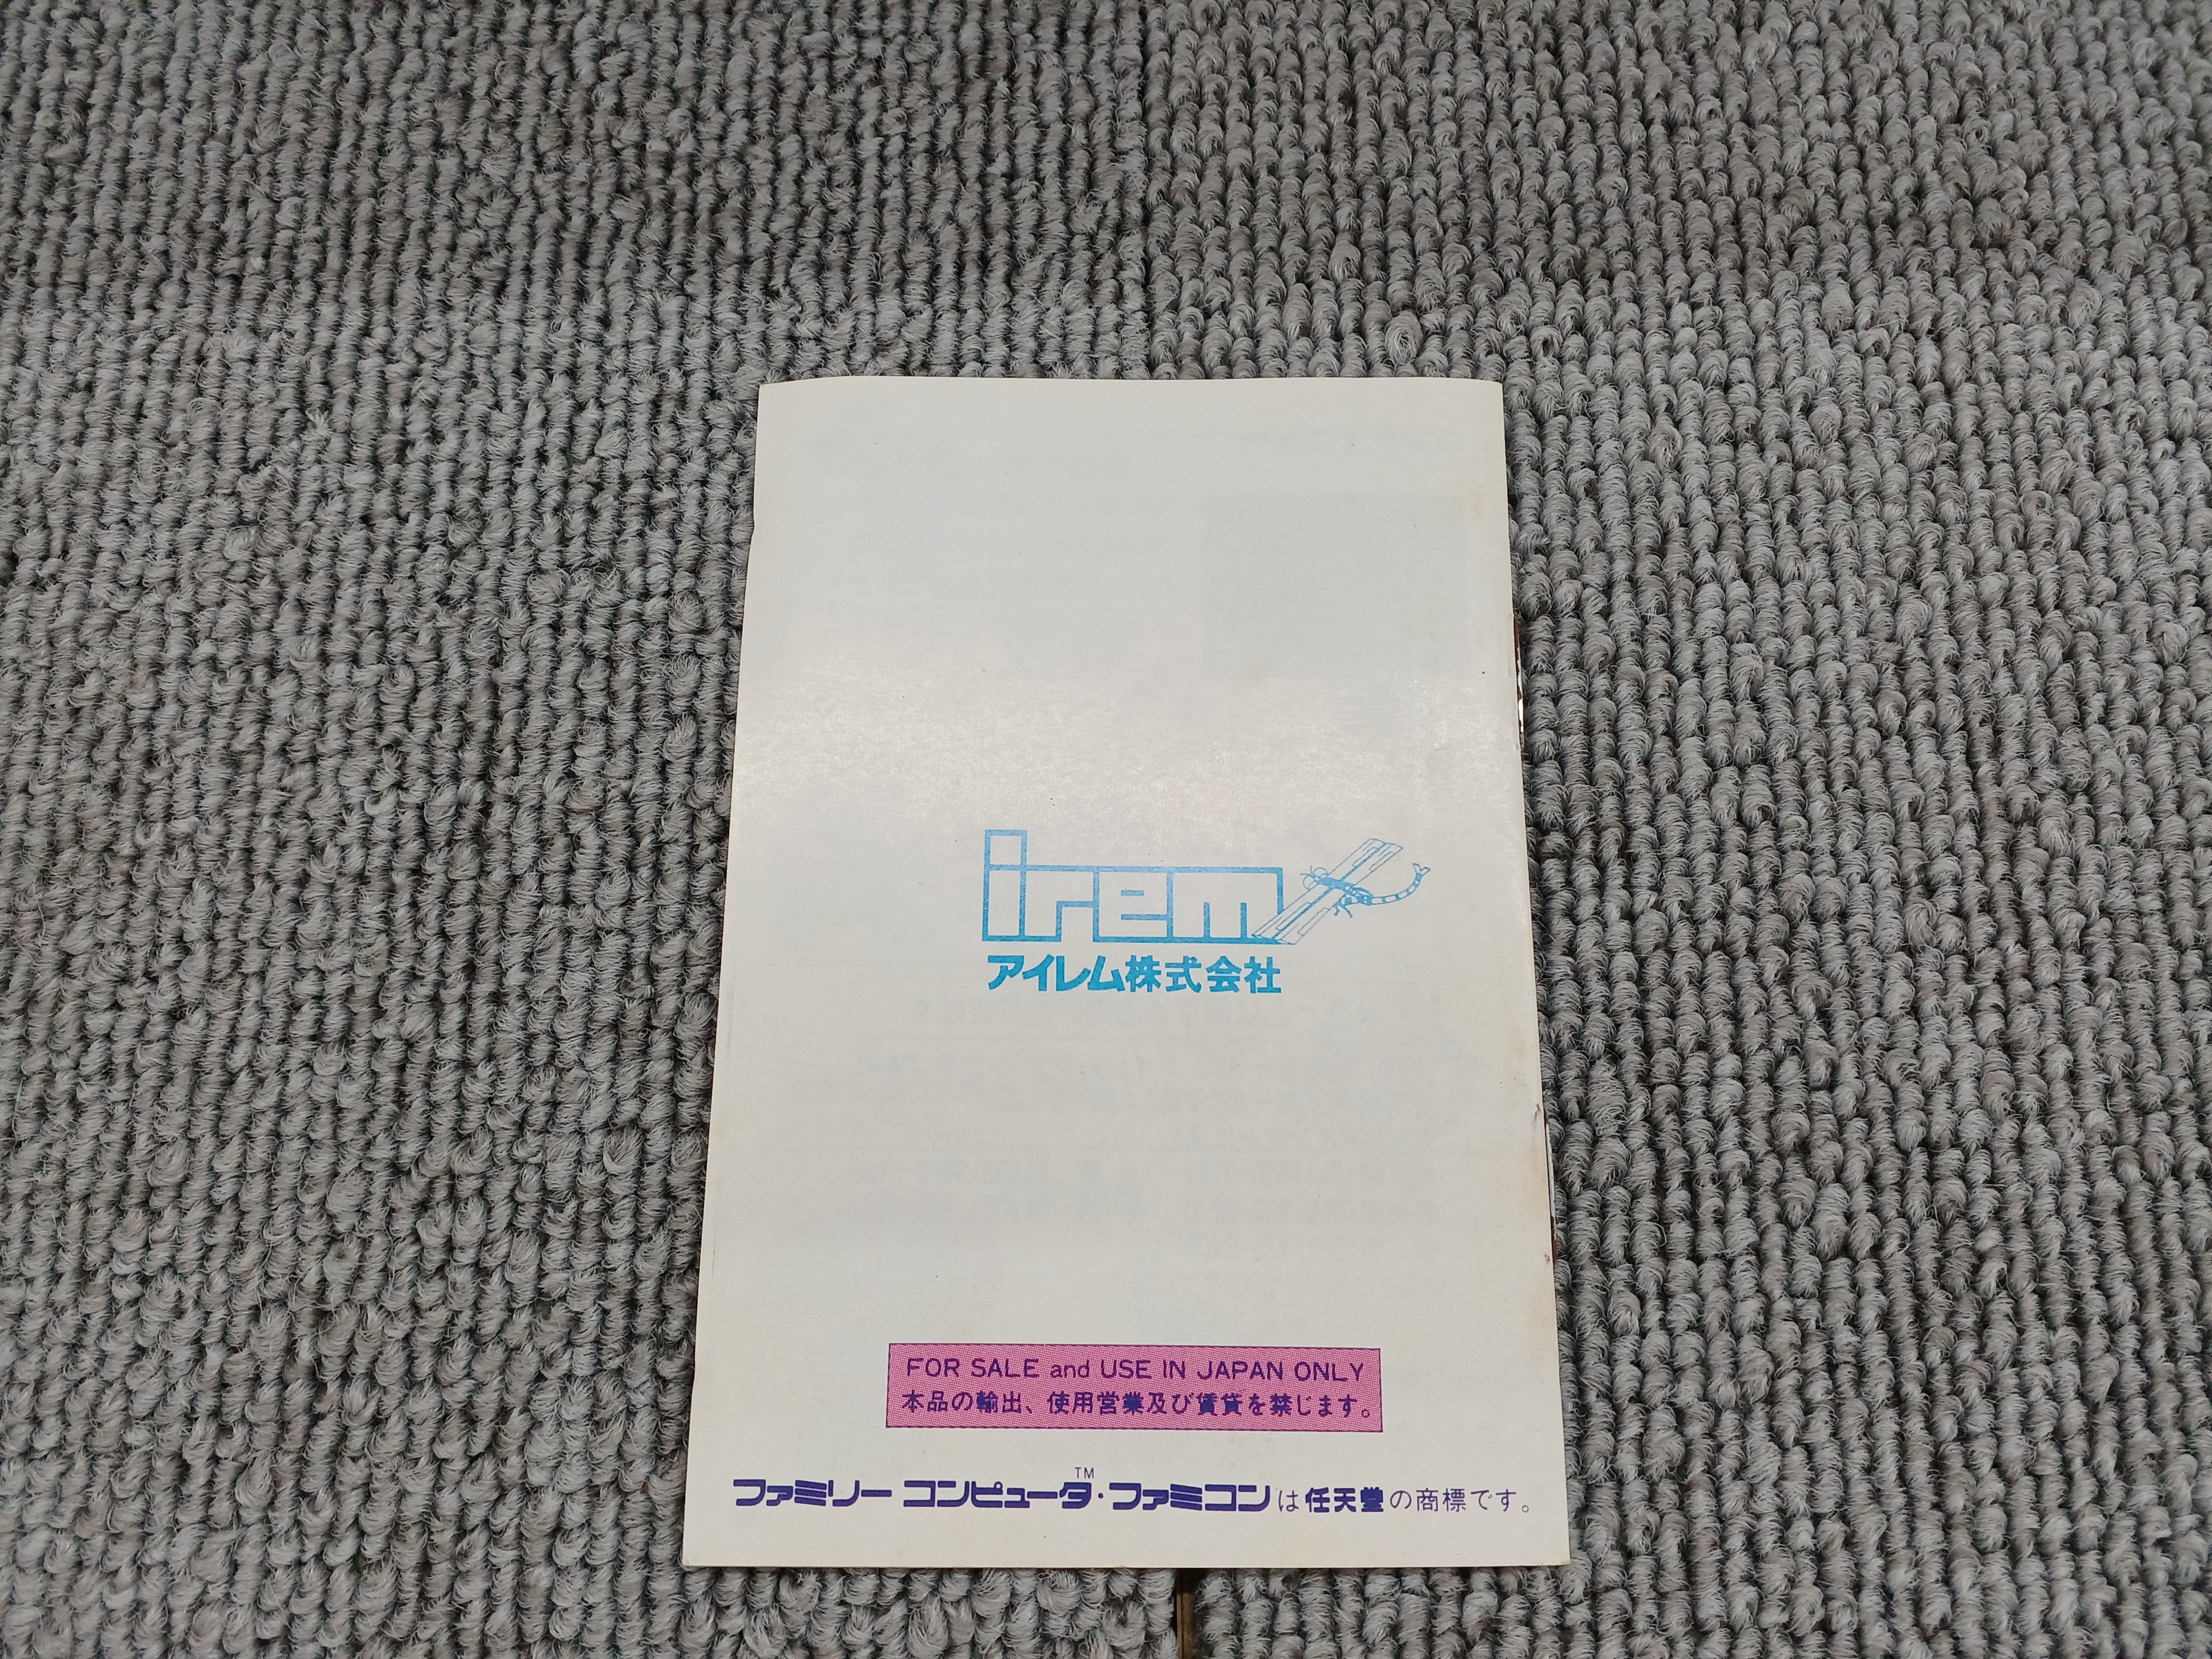 irem
アイレム株式会社
FOR SALE and USE IN JAPAN ONLY
本品の輸出、使用営業及び賃貸を禁じます。
ファミリー コンピュータ™・ファミコンは任天堂の商標です。